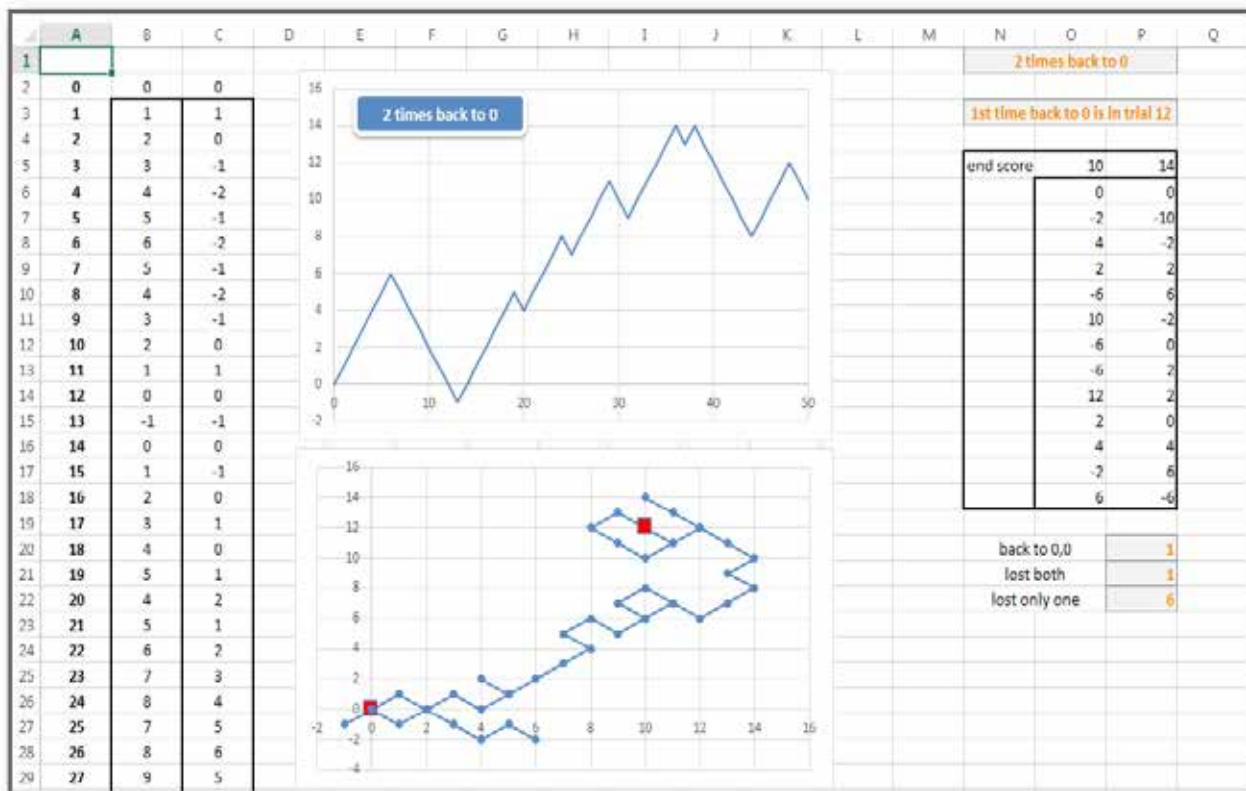 A B C D E F G H I J K L M N O P Q
1 2 times back to 0
2 0 0 0
3 1 1 1 1st time back to 0 is in trial 12
4 2 2 0
5 3 3 -1 end score 10 14
6 4 4 -2 0 0
7 5 5 -1 -2 -10
8 6 6 -2 4 -2
9 7 5 -1 2 2
10 8 4 -2 -6 6
11 9 3 -1 10 -2
12 10 2 0 -6 0
13 11 1 1 -6 2
14 12 0 0 12 2
15 13 -1 -1 2 0
16 14 0 0 4 4
17 15 1 -1 -2 6
18 16 2 0 6 -6
19 17 3 1
20 18 4 0 back to 0,0 1
21 19 5 1 lost both 1
22 20 4 2 lost only one 6
23 21 5 1
24 22 6 2
25 23 7 3
26 24 8 4
27 25 7 5
28 26 8 6
29 27 9 5
2 times back to 0
16
14
12
10
8
6
4
2
0
-2
0 10 20 30 40 50
16
14
12
10
8
6
4
2
0
-2
-4
-2 0 2 4 6 8 10 12 14 16